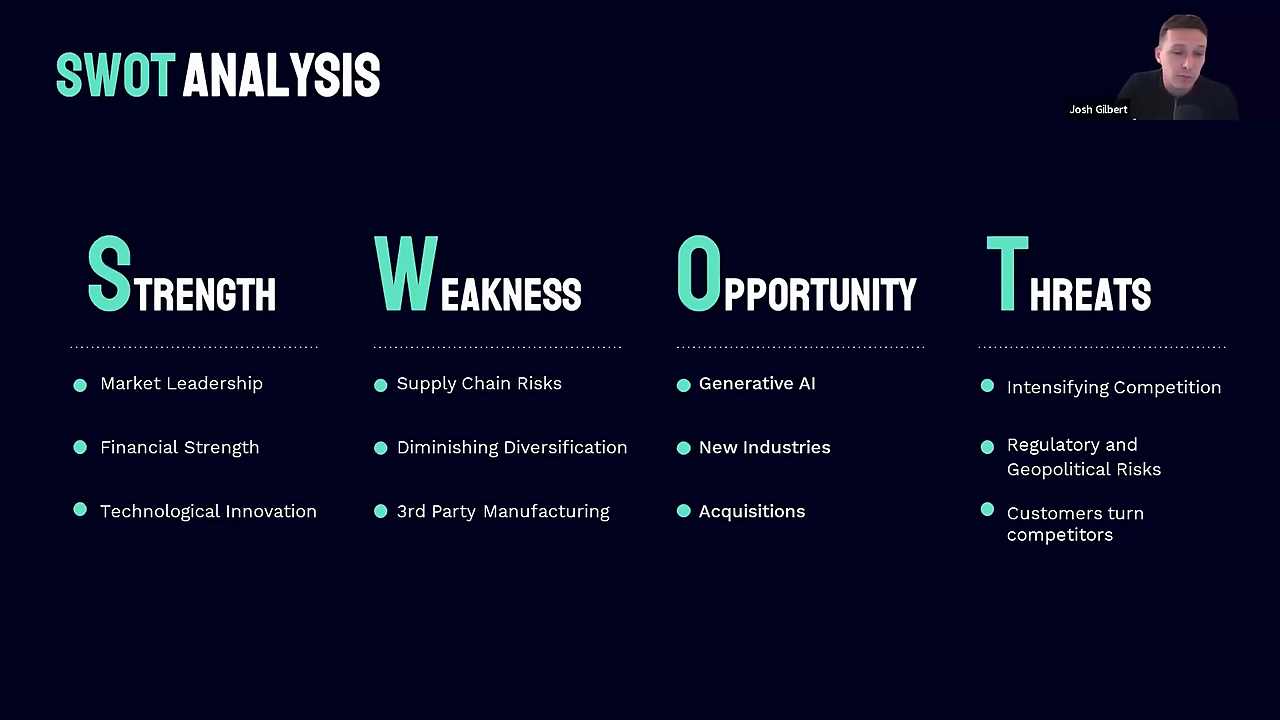 SWOT ANALYSIS
Josh Gilbert
STRENGTH
Market Leadership
Financial Strength
Technological Innovation
WEAKNESS
Supply Chain Risks
Diminishing Diversification
3rd Party Manufacturing
OPPORTUNITY
Generative AI
New Industries
Acquisitions
THREATS
Intensifying Competition
Regulatory and
Geopolitical Risks
Customers turn
competitors